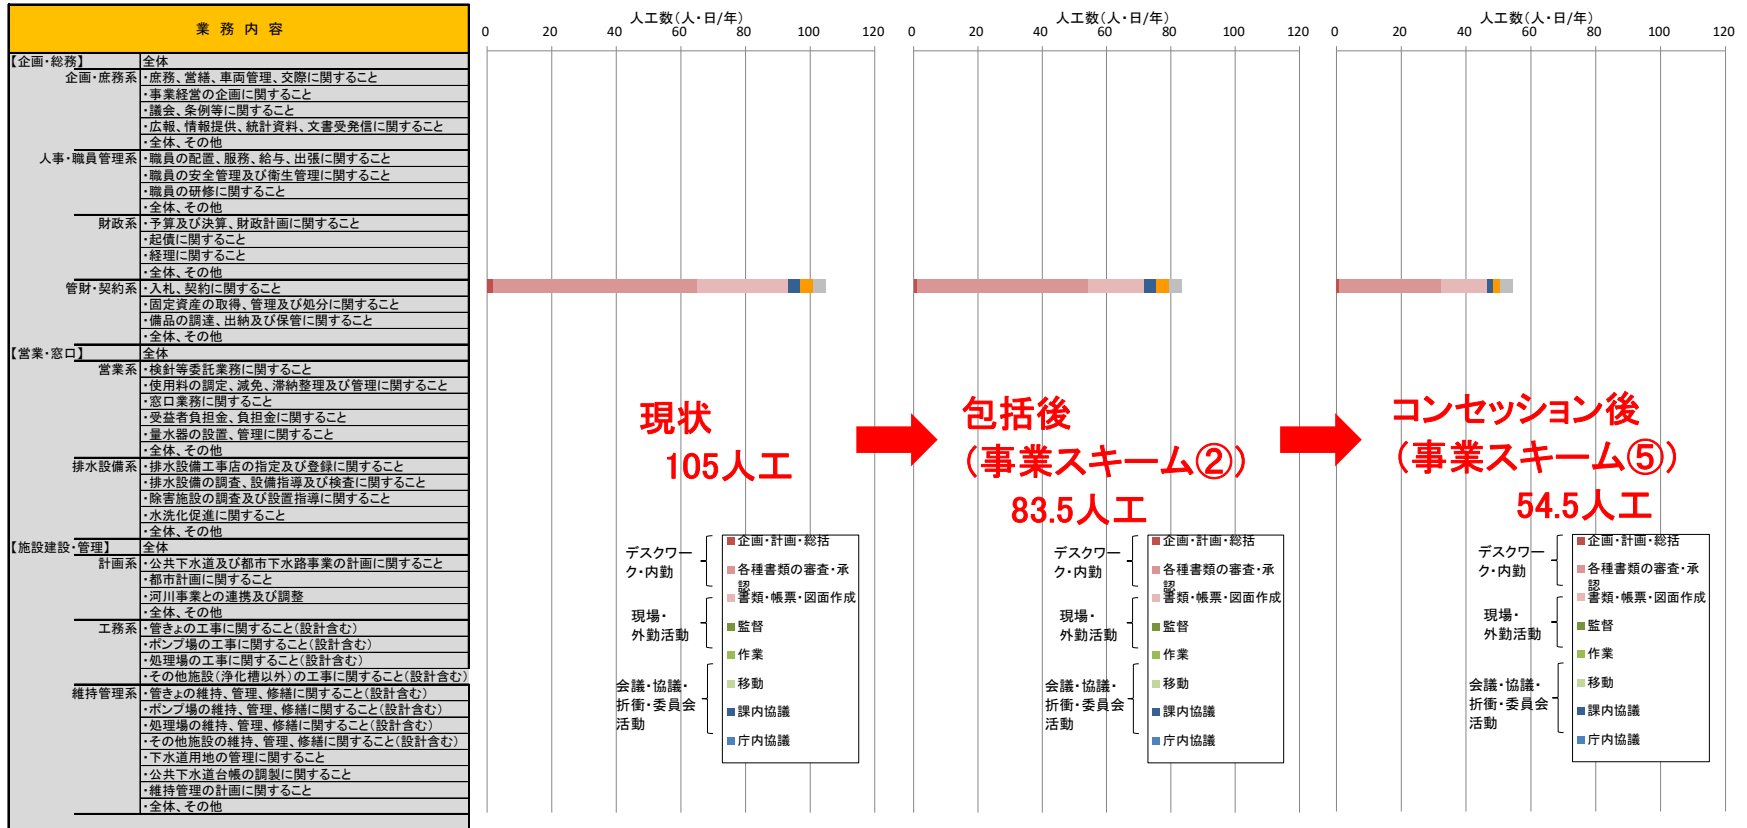 業 務 内 容
【企画・総務】 全体
企画・庶務系 ・庶務、営繕、車両管理、交際に関すること
・事業経営の企画に関すること
・議会、条例等に関すること
・広報、情報提供、統計資料、文書受発信に関すること
・全体、その他
人事・職員管理系 ・職員の配置、服務、給与、出張に関すること
・職員の安全管理及び衛生管理に関すること
・職員の研修に関すること
・全体、その他
財政系 ・予算及び決算、財政計画に関すること
・起債に関すること
・経理に関すること
・全体、その他
管財・契約系 ・入札、契約に関すること
・固定資産の取得、管理及び処分に関すること
・備品の調達、出納及び保管に関すること
・全体、その他
【営業・窓口】 全体
営業系 ・検針等委託業務に関すること
・使用料の調定、減免、滞納整理及び管理に関すること
・窓口業務に関すること
・受益者負担金、負担金に関すること
・量水器の設置、管理に関すること
・全体、その他
排水設備系 ・排水設備工事店の指定及び登録に関すること
・排水設備の調査、設備指導及び検査に関すること
・除害施設の調査及び設置指導に関すること
・水洗化促進に関すること
・全体、その他
【施設建設・管理】 全体
計画系 ・公共下水道及び都市下水路事業の計画に関すること
・都市計画に関すること
・河川事業との連携及び調整
・全体、その他
工務系 ・管きょの工事に関すること(設計含む)
・ポンプ場の工事に関すること(設計含む)
・処理場の工事に関すること(設計含む)
・その他施設(浄化槽以外)の工事に関すること(設計含む)
維持管理系 ・管きょの維持、管理、修繕に関すること(設計含む)
・ポンプ場の維持、管理、修繕に関すること(設計含む)
・処理場の維持、管理、修繕に関すること(設計含む)
・その他施設の維持、管理、修繕に関すること(設計含む)
・下水道用地の管理に関すること
・公共下水道台帳の調製に関すること
・維持管理の計画に関すること
・全体、その他
人工数(人・日/年)
0 20 40 60 80 100 120
現状
105人工
デスクワー
ク・内勤
現場・
外勤活動
会議・協議・
折衝・委員会
活動
企画・計画・総括
各種書類の審査・承
認
書類・帳票・図面作成
監督
作業
移動
課内協議
庁内協議
人工数(人・日/年)
0 20 40 60 80 100 120
包括後
(事業スキーム②)
83.5人工
デスクワー
ク・内勤
現場・
外勤活動
会議・協議・
折衝・委員会
活動
企画・計画・総括
各種書類の審査・承
認
書類・帳票・図面作成
監督
作業
移動
課内協議
庁内協議
人工数(人・日/年)
0 20 40 60 80 100 120
コンセッション後
(事業スキーム⑤)
54.5人工
デスクワー
ク・内勤
現場・
外勤活動
会議・協議・
折衝・委員会
活動
企画・計画・総括
各種書類の審査・承
認
書類・帳票・図面作成
監督
作業
移動
課内協議
庁内協議